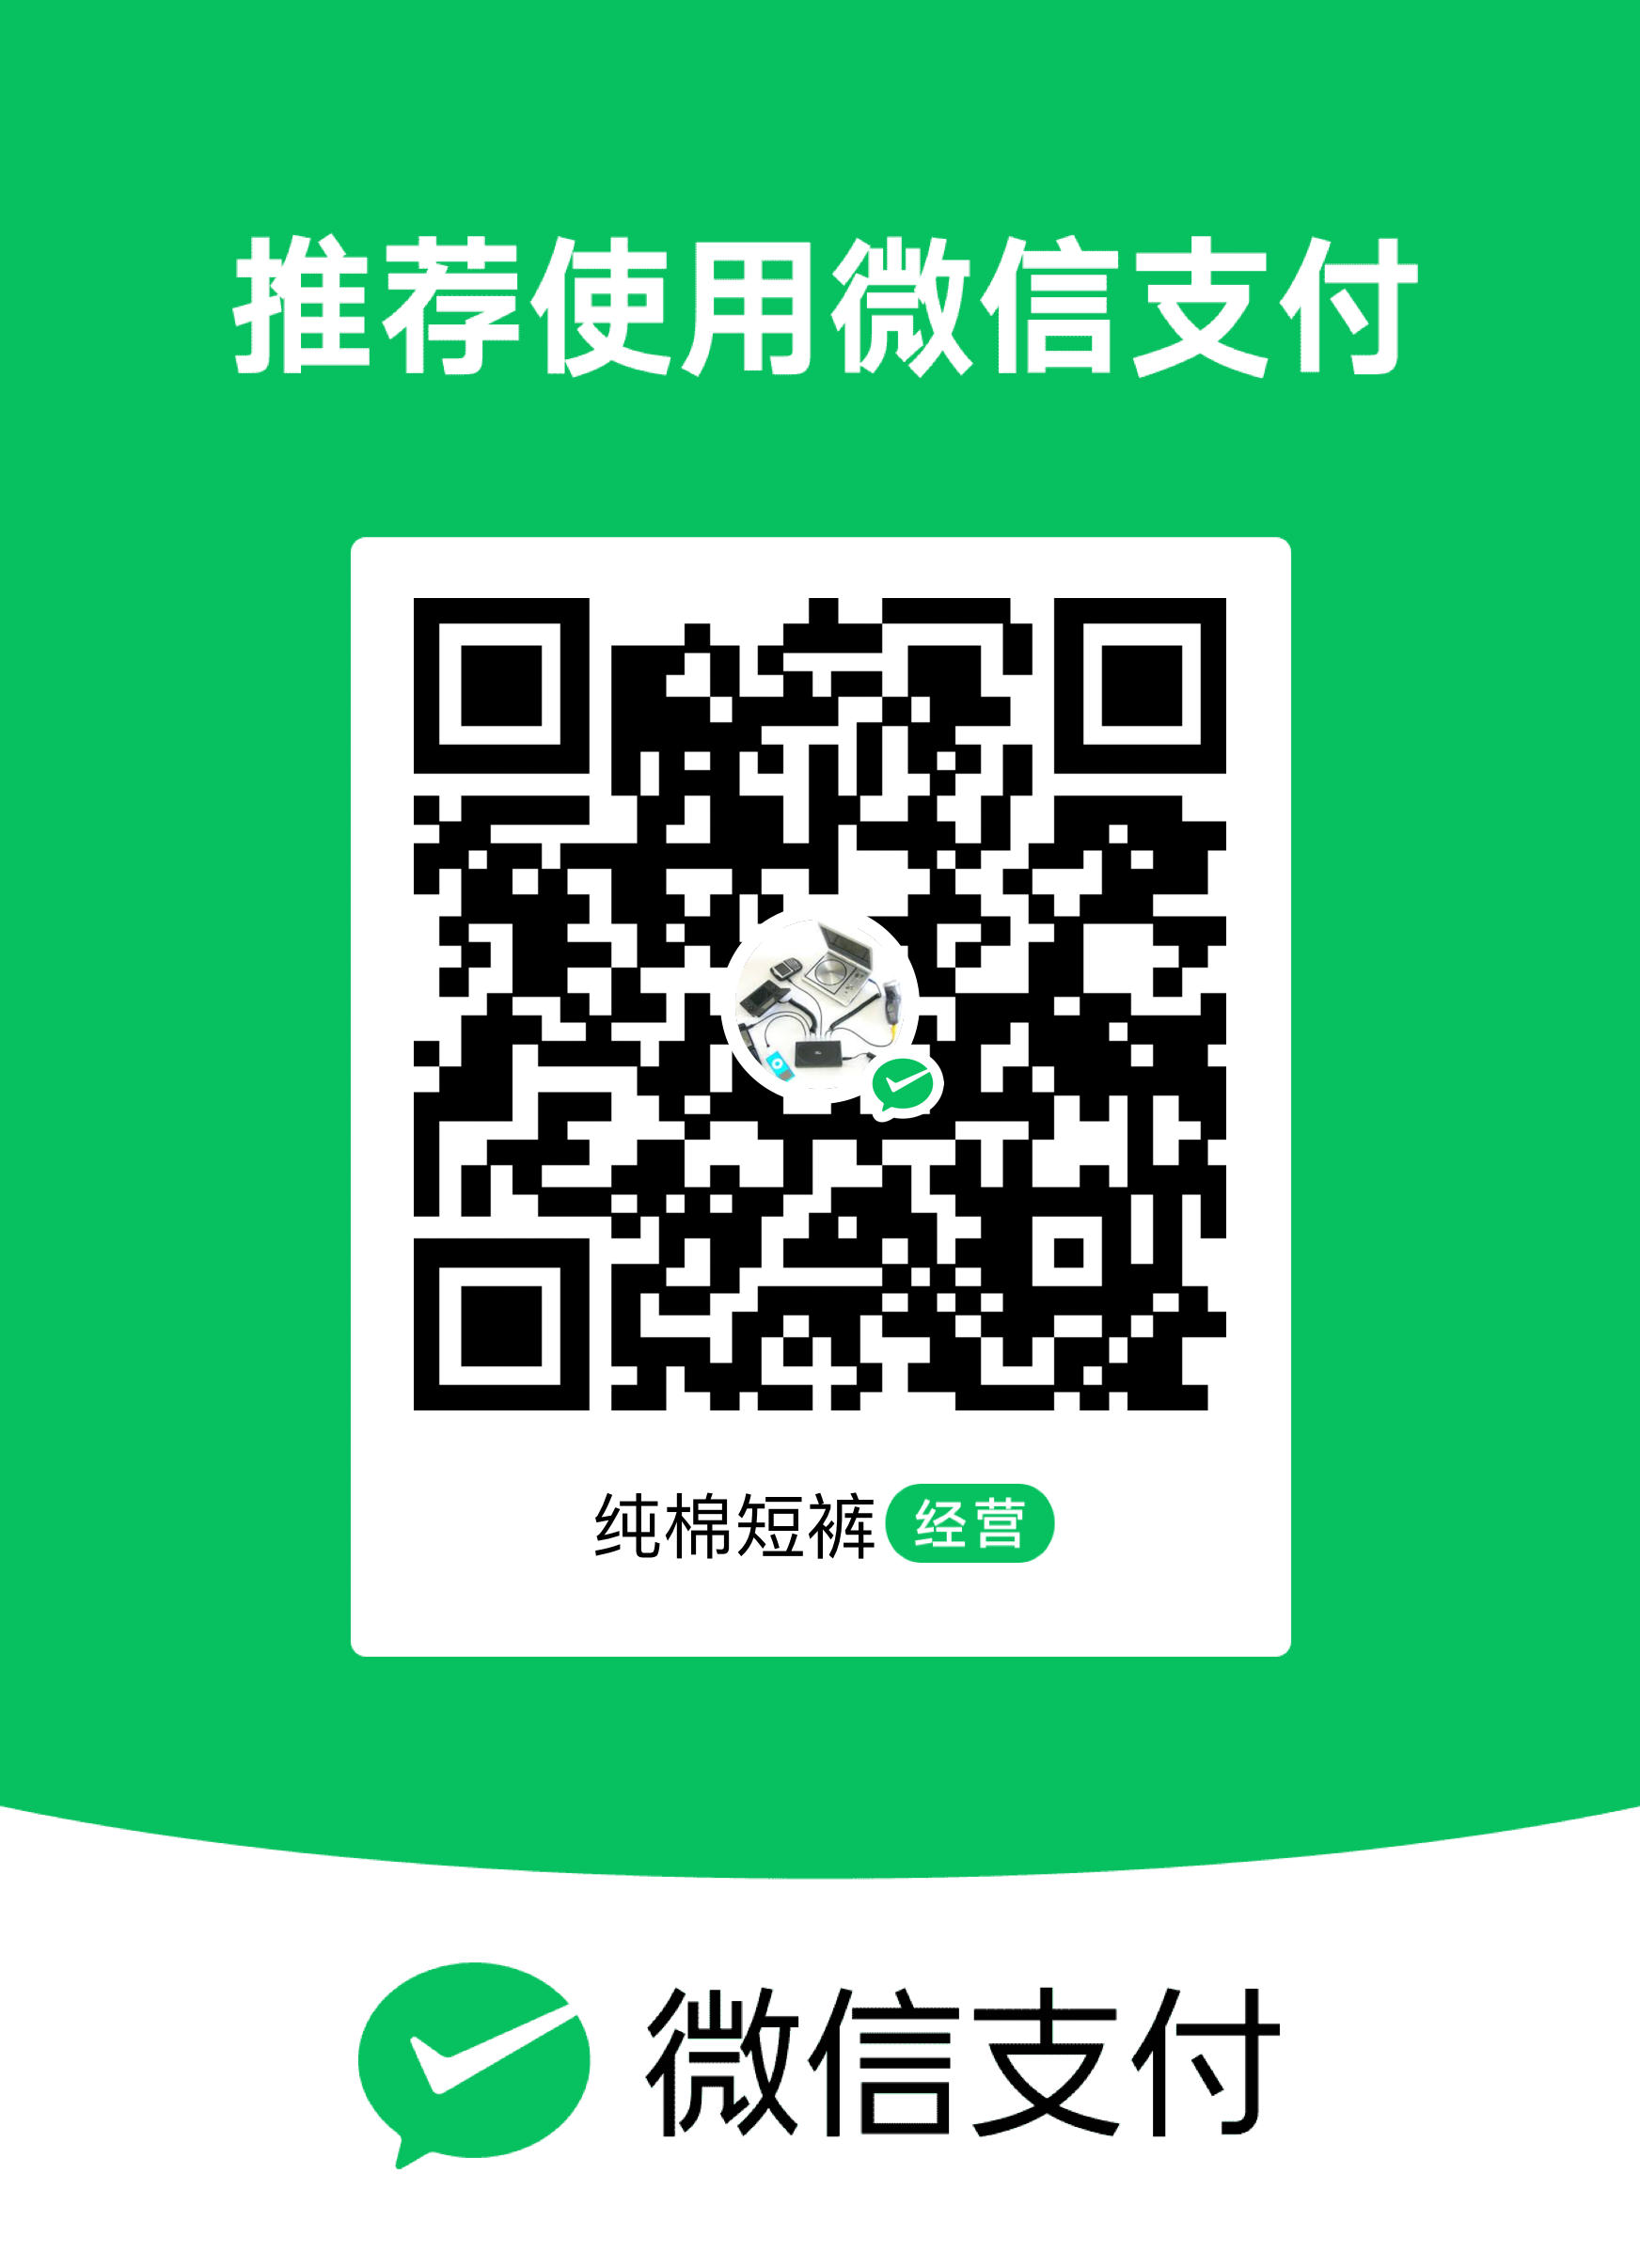 推荐使用微信支付
纯棉短裤 经营
微信支付